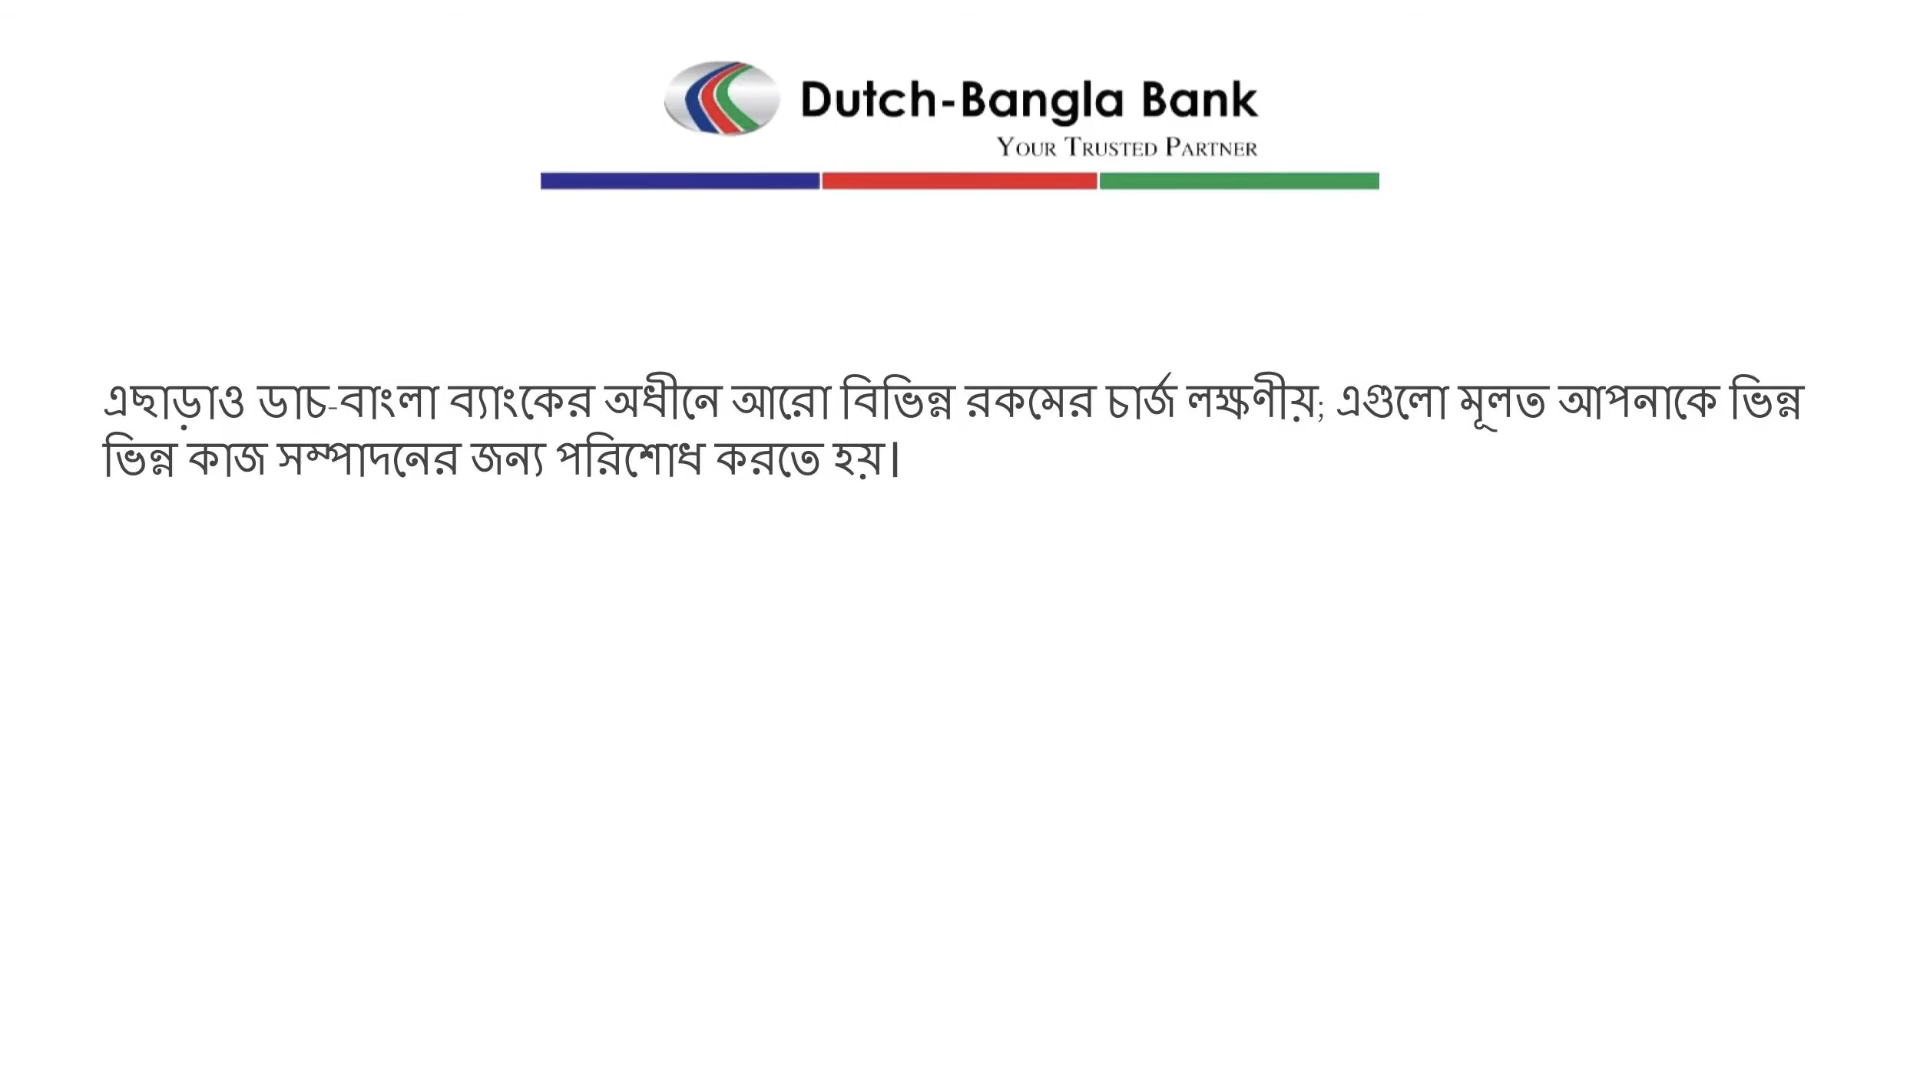 Dutch-Bangla Bank
YOUR TRUSTED PARTNER
এছাড়াও ডাচ-বাংলা ব্যাংকের অধীনে আরো বিভিন্ন রকমের চার্জ লক্ষণীয়; এগুলো মূলত আপনাকে ভিন্ন
ভিন্ন কাজ সম্পাদনের জন্য পরিশোধ করতে হয়।